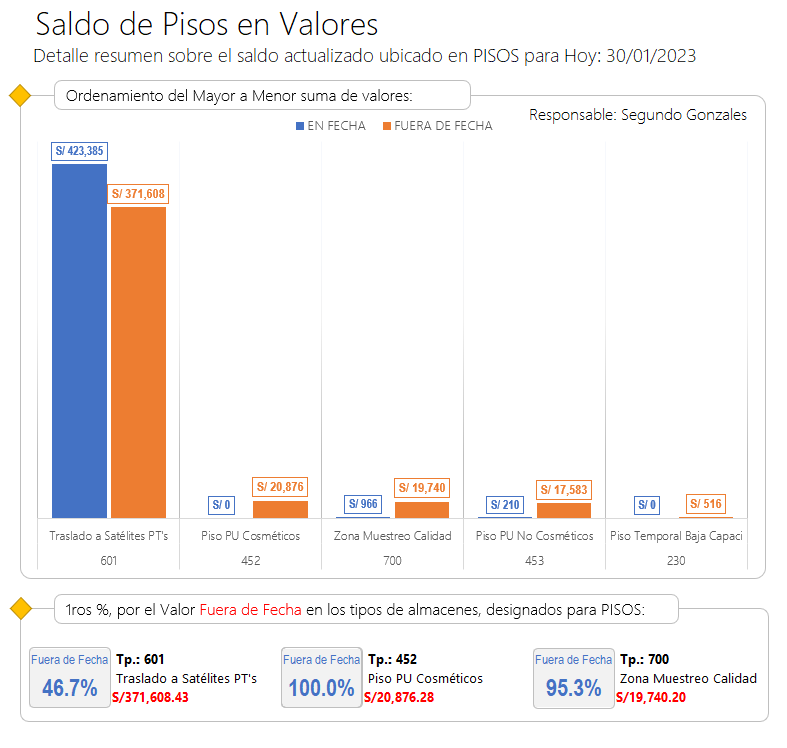 Saldo de Pisos en Valores
Detalle resumen sobre el saldo actualizado ubicado en PISOS para Hoy: 30/01/2023
Ordenamiento del Mayor a Menor suma de valores:
Responsable: Segundo Gonzales
EN FECHA FUERA DE FECHA
S/ 423,385
S/ 371,608
S/ 0
S/ 20,876
S/ 966
S/ 19,740
S/ 210
S/ 17,583
S/ 0
S/ 516
Traslado a Satélites PT's Piso PU Cosméticos Zona Muestreo Calidad Piso PU No Cosméticos Piso Temporal Baja Capaci
601 452 700 453 230
1ros %, por el Valor Fuera de Fecha en los tipos de almacenes, designados para PISOS:
Fuera de Fecha
46.7%
Tp.: 601
Traslado a Satélites PT's
S/371,608.43
Fuera de Fecha
100.0%
Tp.: 452
Piso PU Cosméticos
S/20,876.28
Fuera de Fecha
95.3%
Tp.: 700
Zona Muestreo Calidad
S/19,740.20